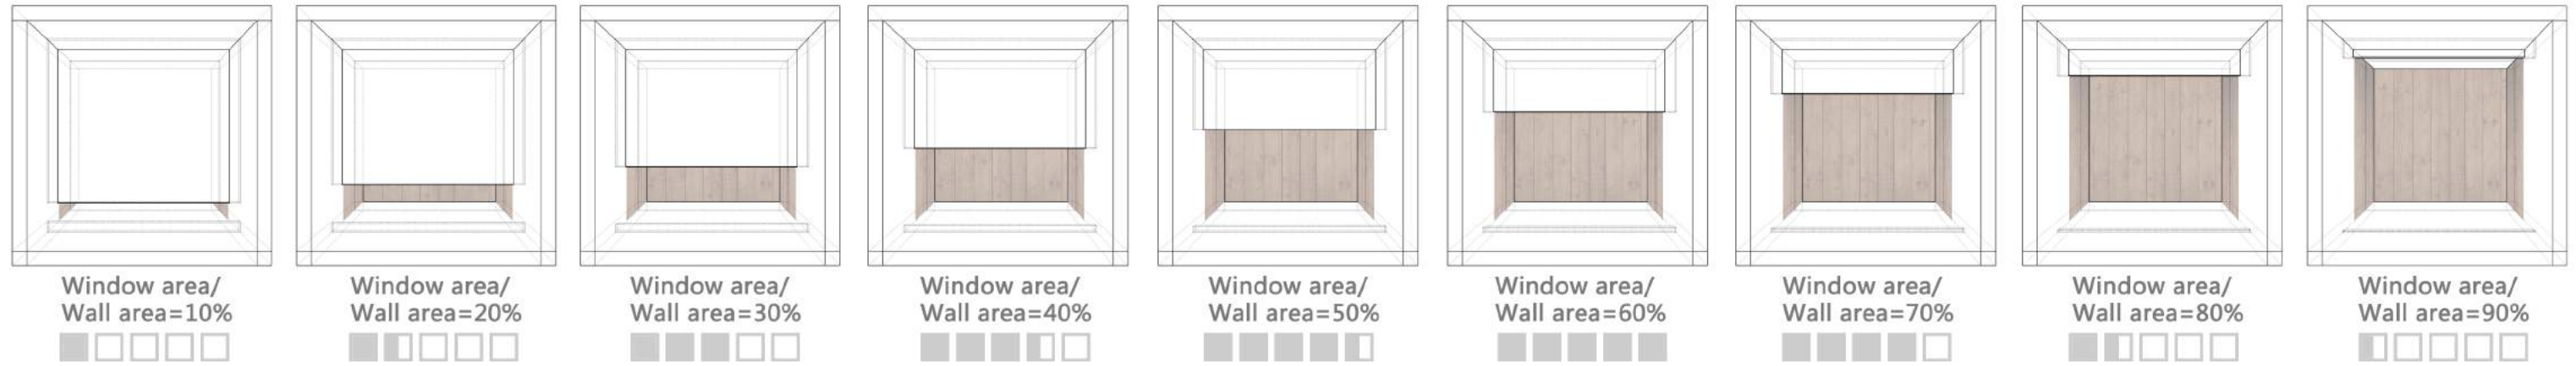 Window area/
Wall area=10%
Window area/
Wall area=20%
Window area/
Wall area=30%
Window area/
Wall area=40%
Window area/
Wall area=50%
Window area/
Wall area=60%
Window area/
Wall area=70%
Window area/
Wall area=80%
Window area/
Wall area=90%